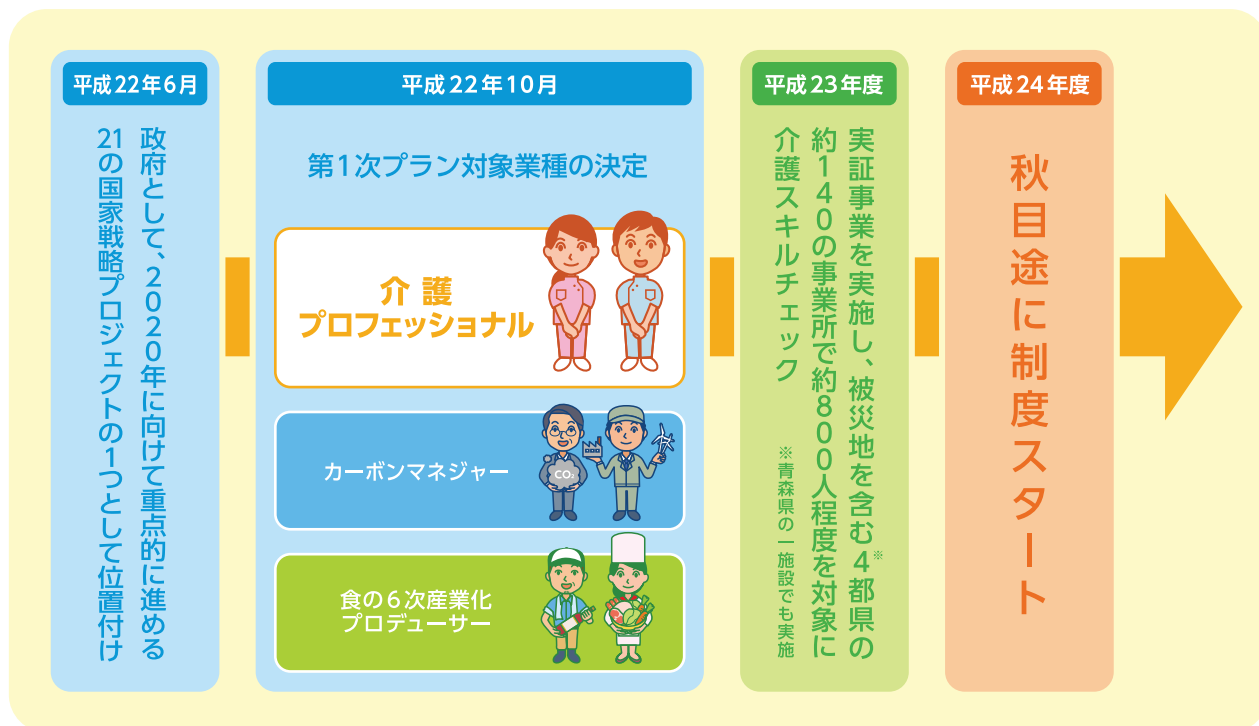 平成22年6月
政府として、2020年に向けて重点的に進める
21の国家戦略プロジェクトの1つとして位置付け
平成22年10月
第1次プラン対象業種の決定
介護
プロフェッショナル
カーボンマネジャー
CO₂
食の6次産業化
プロデューサー
平成23年度
実証事業を実施し、被災地を含む4※都県の
約140の事業所で約800人程度を対象に
介護スキルチェック
※青森県の一施設でも実施
平成24年度
秋目途に制度スタート